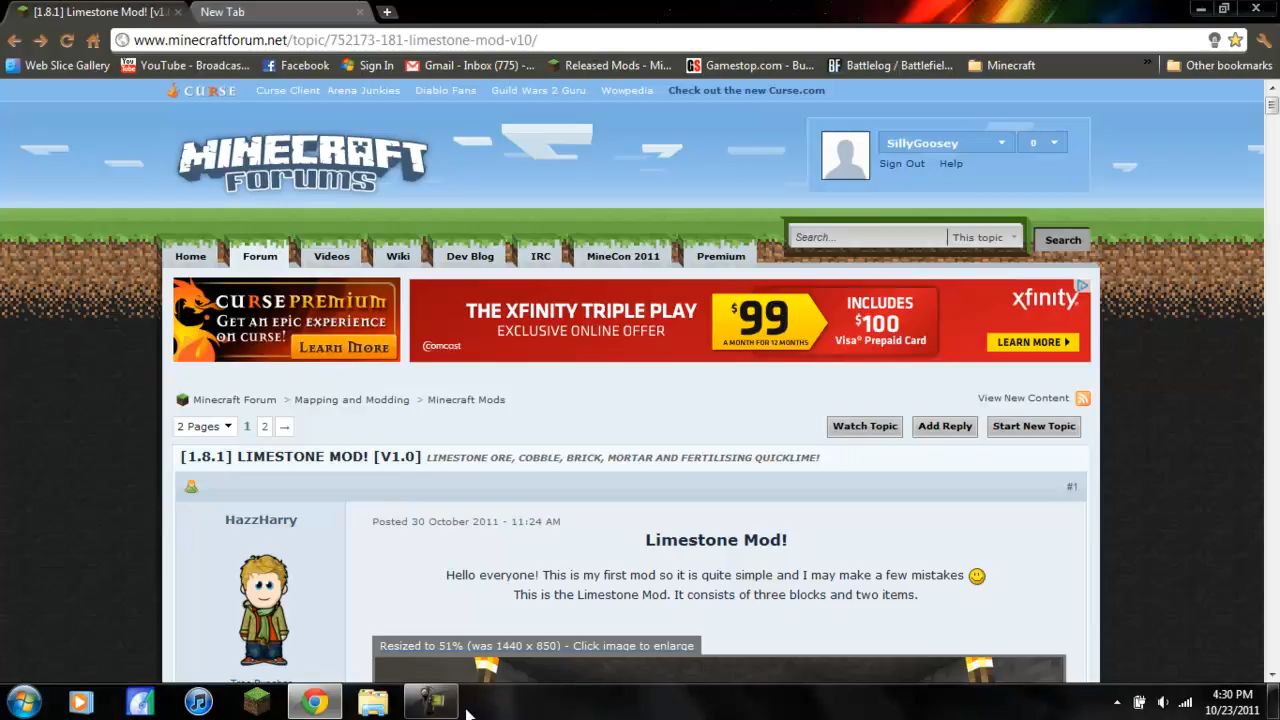 [1.8.1] Limestone Mod! [v1.
New Tab
www.minecraftforum.net/topic/752173-181-limestone-mod-v10/
Web Slice Gallery
YouTube - Broadcas...
Facebook
Sign In
Gmail - Inbox (775) -...
Released Mods - Mi...
Gamestop.com - Bu...
Battlelog / Battlefiel...
Minecraft
»
Other bookmarks
CURSE
Curse Client
Arena Junkies
Diablo Fans
Guild Wars 2 Guru
Wowpedia
Check out the new Curse.com
MINECRAFT
FORUMS
SillyGoosey
0
Sign Out
Help
Search...
This topic
Search
Home
Forum
Videos
Wiki
Dev Blog
IRC
MineCon 2011
Premium
CURSE PREMIUM
GET AN EPIC EXPERIENCE
ON CURSE!
LEARN MORE
THE XFINITY TRIPLE PLAY
EXCLUSIVE ONLINE OFFER
comcast
$99
A MONTH FOR 12 MONTHS
INCLUDES
$100
Visa® Prepaid Card
xfinity.
LEARN MORE
Minecraft Forum > Mapping and Modding > Minecraft Mods
View New Content
2 Pages
1
2
→
Watch Topic
Add Reply
Start New Topic
[1.8.1] LIMESTONE MOD! [V1.0] LIMESTONE ORE, COBBLE, BRICK, MORTAR AND FERTILISING QUICKLIME!
#1
HazzHarry
Posted 30 October 2011 - 11:24 AM
Limestone Mod!
Hello everyone! This is my first mod so it is quite simple and I may make a few mistakes
This is the Limestone Mod. It consists of three blocks and two items.
Resized to 51% (was 1440 x 850) - Click image to enlarge
4:30 PM
10/23/2011